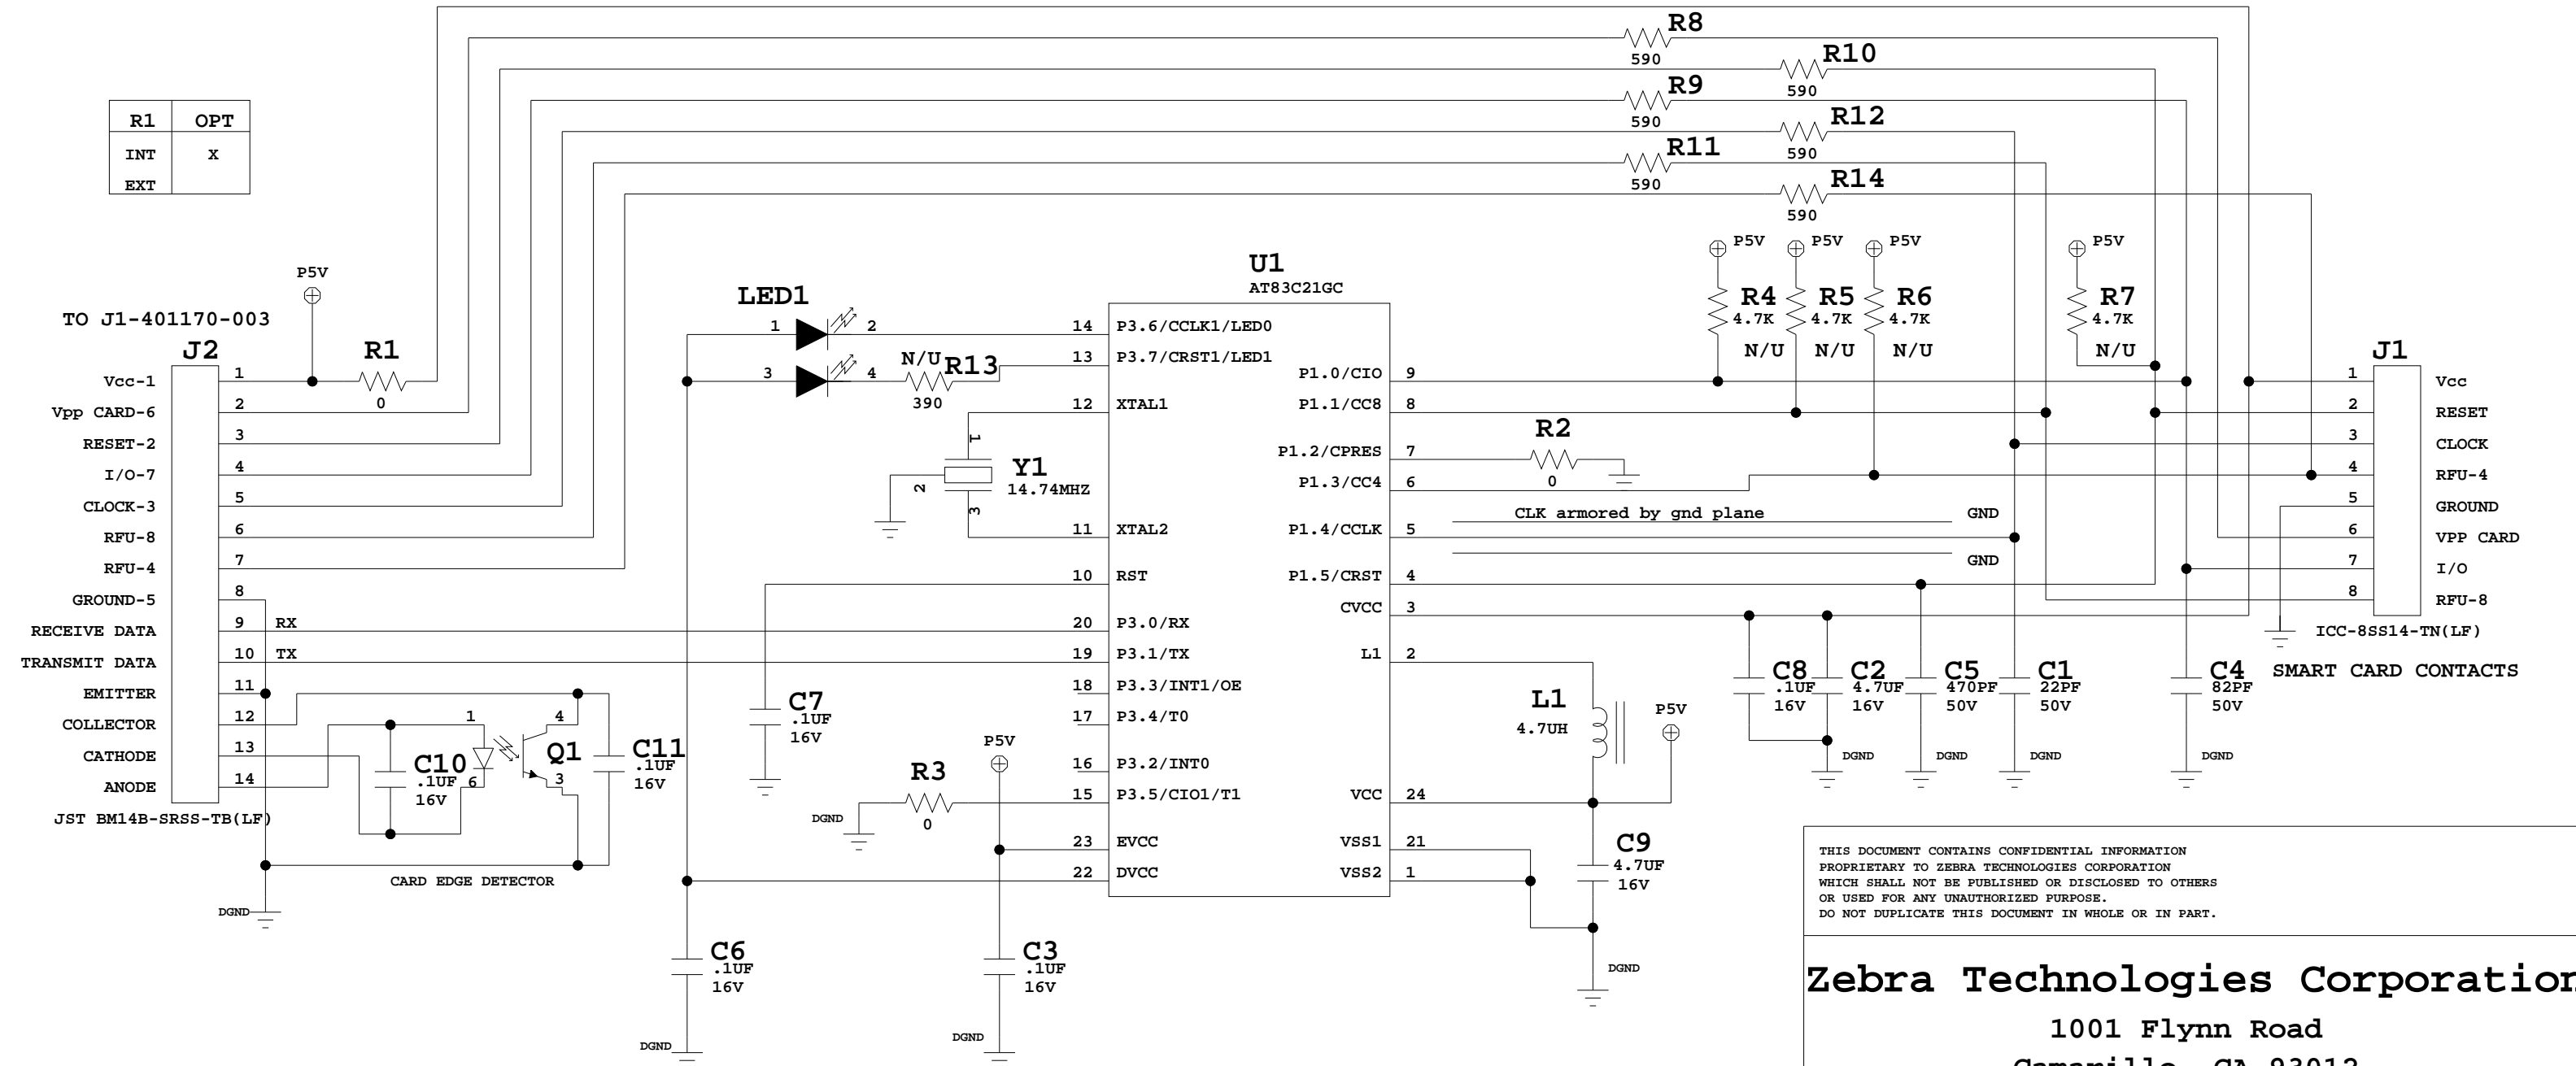 R8
590
R10
590
R9
590
R12
590
R11
590
R14
590
R1 OPT
INT X
EXT
P5V
TO J1-401170-003
J2
R1
0
Vcc-1 1
Vpp CARD-6 2
RESET-2 3
I/O-7 4
CLOCK-3 5
RFU-8 6
RFU-4 7
GROUND-5 8
RECEIVE DATA 9 RX
TRANSMIT DATA 10 TX
EMITTER 11
COLLECTOR 12
CATHODE 13
ANODE 14
JST BM14B-SRSS-TB(LF)
C10
.1UF
16V
1
6
4
3
Q1
C11
.1UF
16V
CARD EDGE DETECTOR
DGND
LED1
1 2
3 4
N/U R13
390
1
2
3
Y1
14.74MHZ
C7
.1UF
16V
P5V
R3
0
DGND
C6
.1UF
16V
DGND
C3
.1UF
16V
DGND
U1
AT83C21GC
14 P3.6/CCLK1/LED0
13 P3.7/CRST1/LED1
12 XTAL1
11 XTAL2
10 RST
20 P3.0/RX
19 P3.1/TX
18 P3.3/INT1/OE
17 P3.4/T0
16 P3.2/INT0
15 P3.5/CIO1/T1
23 EVCC
22 DVCC
P1.0/CIO 9
P1.1/CC8 8
P1.2/CPRES 7
P1.3/CC4 6
P1.4/CCLK 5
P1.5/CRST 4
CVCC 3
L1 2
VCC 24
VSS1 21
VSS2 1
R2
0
CLK armored by gnd plane GND
GND
P5V
R4
4.7K
N/U
P5V
R5
4.7K
N/U
P5V
R6
4.7K
N/U
P5V
R7
4.7K
N/U
L1
4.7UH
P5V
C9
4.7UF
16V
DGND
C8
.1UF
16V
C2
4.7UF
16V
DGND
C5
470PF
50V
DGND
C1
22PF
50V
DGND
C4
82PF
50V
DGND
J1
1 Vcc
2 RESET
3 CLOCK
4 RFU-4
5 GROUND
6 VPP CARD
7 I/O
8 RFU-8
ICC-8SS14-TN(LF)
SMART CARD CONTACTS
THIS DOCUMENT CONTAINS CONFIDENTIAL INFORMATION
PROPRIETARY TO ZEBRA TECHNOLOGIES CORPORATION
WHICH SHALL NOT BE PUBLISHED OR DISCLOSED TO OTHERS
OR USED FOR ANY UNAUTHORIZED PURPOSE.
DO NOT DUPLICATE THIS DOCUMENT IN WHOLE OR IN PART.
Zebra Technologies Corporation
1001 Flynn Road
Camarillo, CA 93012